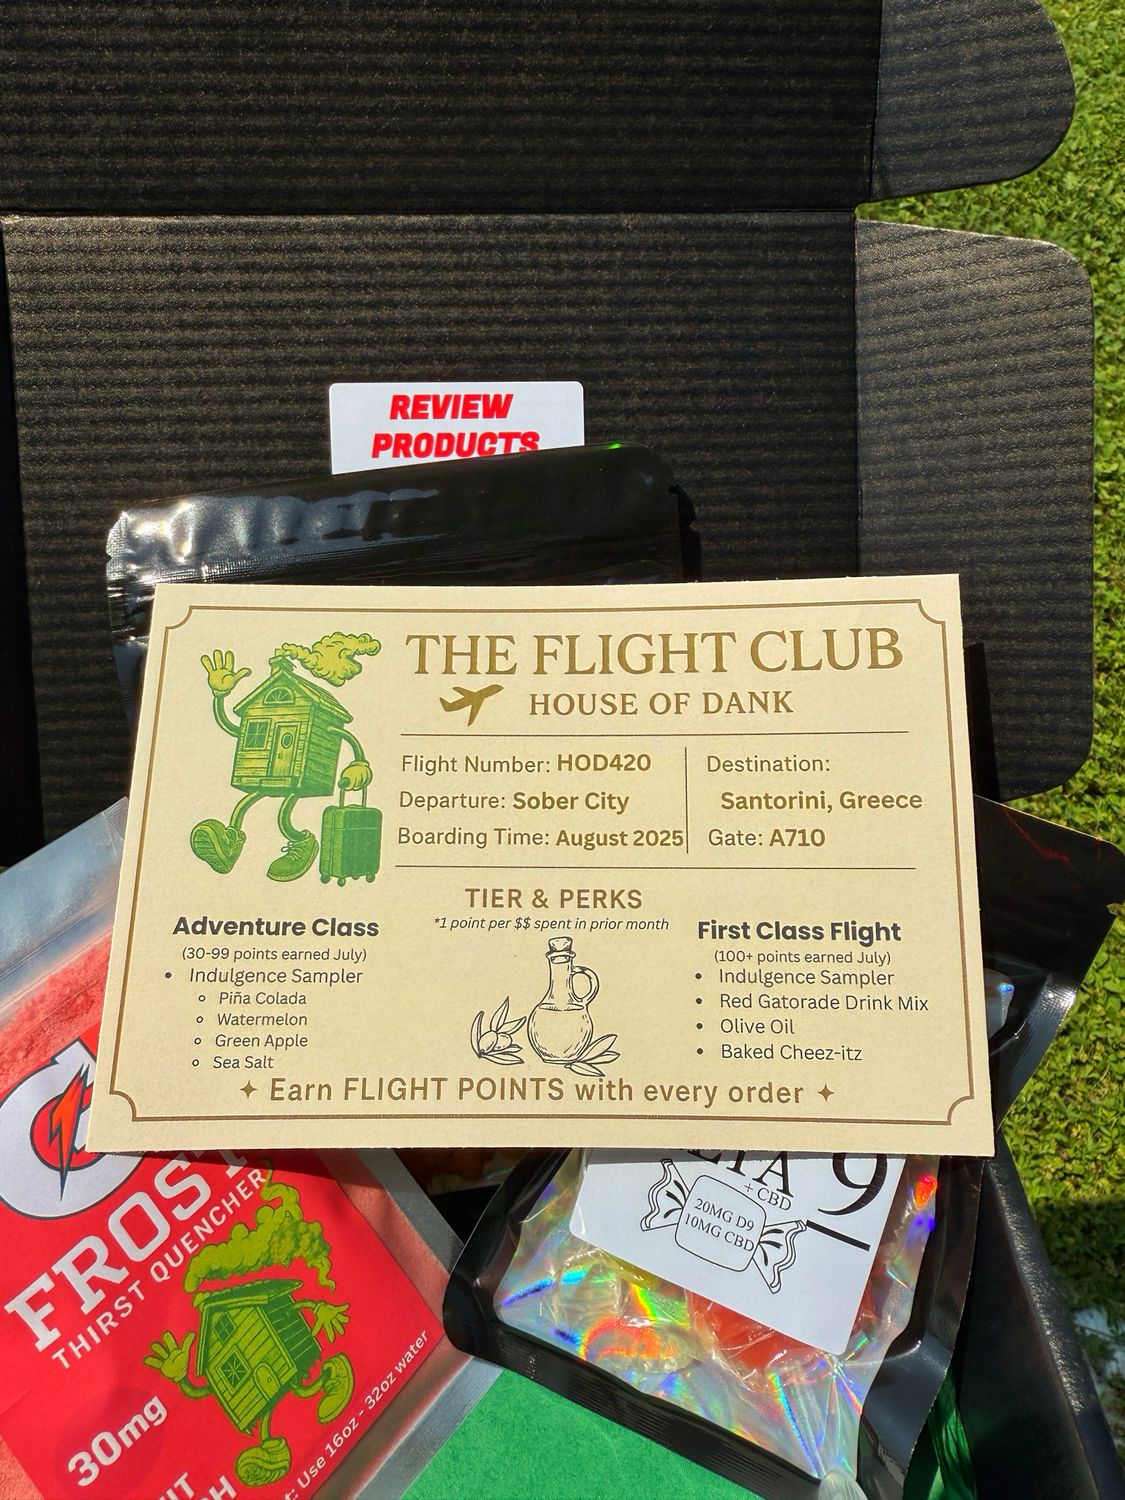 REVIEW
PRODUCTS
THE FLIGHT CLUB
HOUSE OF DANK
Flight Number: HOD420
Departure: Sober City
Boarding Time: August 2025
Destination:
Santorini, Greece
Gate: A710
TIER & PERKS
*1 point per $$ spent in prior month
Adventure Class
(30-99 points earned July)
• Indulgence Sampler
○ Piña Colada
○ Watermelon
○ Green Apple
○ Sea Salt
First Class Flight
(100+ points earned July)
• Indulgence Sampler
• Red Gatorade Drink Mix
• Olive Oil
• Baked Cheez-itz
Earn FLIGHT POINTS with every order
G
FROST
THIRST QUENCHER
30mg
Use 16oz - 32oz water
9
+ CBD
20MG D9
10MG CBD